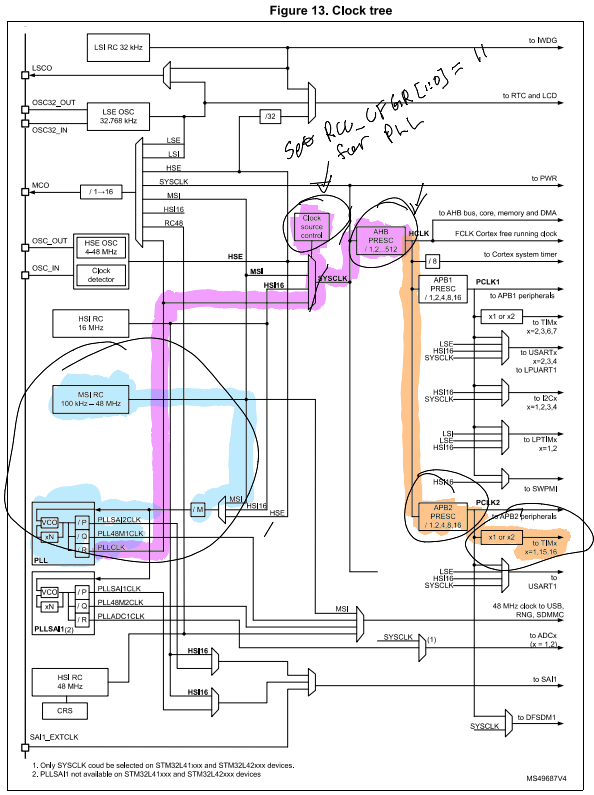 Figure 13. Clock tree
LSI RC 32 kHz
to IWDG
LSCO
OSC32_OUT
LSE OSC
32.768 kHz
OSC32_IN
/32
to RTC and LCD
Set RCC_CFGR[1:0] = 11
for PLL
LSE
LSI
HSE
SYSCLK
to PWR
MCO
/ 1→16
MSI
HSI16
RC48
Clock
source
control
AHB
PRESC
/ 1,2,..512
HCLK
to AHB bus, core, memory and DMA
FCLK Cortex free running clock
/ 8
to Cortex system timer
OSC_OUT
HSE OSC
4–48 MHz
OSC_IN
Clock
detector
HSE
MSI
HSI16
SYSCLK
APB1
PRESC
/ 1,2,4,8,16
PCLK1
to APB1 peripherals
HSI RC
16 MHz
x1 or x2
to TIMx
x=2,3,6,7
LSE
HSI16
SYSCLK
to USARTx
x=2,3,4
to LPUART1
MSI RC
100 kHz – 48 MHz
HSI16
SYSCLK
to I2Cx
x=1,2,3,4
LSI
LSE
HSI16
to LPTIMx
x=1,2
HSI16
to SWPMI
MSI
HSI16
HSE
/ M
APB2
PRESC
/ 1,2,4,8,16
PCLK2
to APB2 peripherals
VCO
xN
/ P
/ Q
/ R
PLLSAI2CLK
PLL48M1CLK
PLLCLK
PLL
x1 or x2
to TIMx
x=1,15,16
LSE
HSI16
SYSCLK
to
USART1
VCO
xN
/ P
/ Q
/ R
PLLSAI1CLK
PLL48M2CLK
PLLADC1CLK
PLLSAI1(2)
MSI
48 MHz clock to USB,
RNG, SDMMC
SYSCLK
(1)
to ADCx
(x = 1,2)
HSI16
HSI RC
48 MHz
CRS
HSI16
to SAI1
SAI1_EXTCLK
SYSCLK
to DFSDM1
1. Only SYSCLK coud be selected on STM32L41xxx and STM32L42xxx devices.
2. PLLSAI1 not available on STM32L41xxx and STM32L42xxx devices
MS49687V4